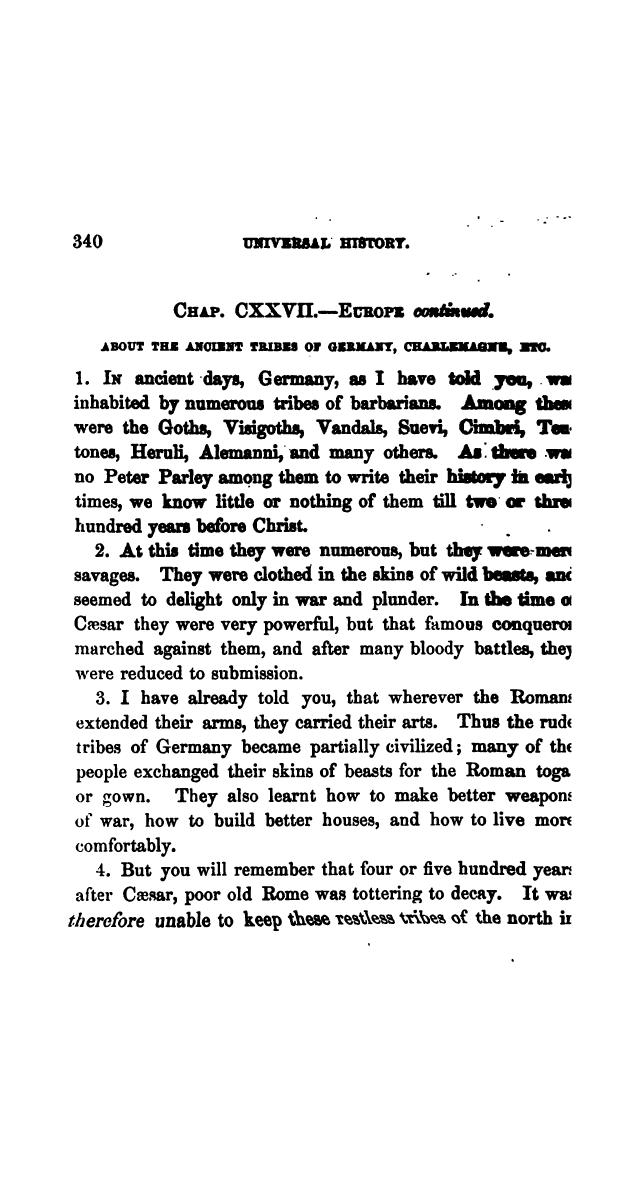 340 UNIVERSAL HISTORY.
CHAP. CXXVII.—EUROPE continued.
ABOUT THE ANCIENT TRIBES OF GERMANY, CHARLEMAGNE, ETC.
1. IN ancient days, Germany, as I have told you, was
inhabited by numerous tribes of barbarians. Among them
were the Goths, Visigoths, Vandals, Suevi, Cimbri, Teu-
tones, Heruli, Alemanni, and many others. As there was
no Peter Parley among them to write their history in early
times, we know little or nothing of them till two or three
hundred years before Christ.
2. At this time they were numerous, but they were mere
savages. They were clothed in the skins of wild beasts, and
seemed to delight only in war and plunder. In the time of
Cæsar they were very powerful, but that famous conqueror
marched against them, and after many bloody battles, they
were reduced to submission.
3. I have already told you, that wherever the Romans
extended their arms, they carried their arts. Thus the rude
tribes of Germany became partially civilized; many of the
people exchanged their skins of beasts for the Roman toga
or gown. They also learnt how to make better weapons
of war, how to build better houses, and how to live more
comfortably.
4. But you will remember that four or five hundred years
after Cæsar, poor old Rome was tottering to decay. It was
therefore unable to keep these restless tribes of the north in